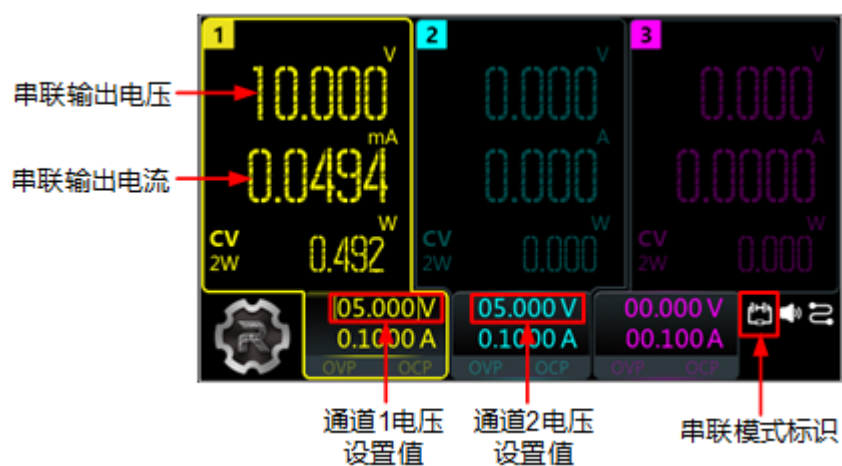 1
2
3
V
V
V
串联输出电压
10.000
0.000
0.000
mA
A
A
串联输出电流
0.0494
0.000
0.0000
W
W
W
CV
0.492
CV
0.000
CV
0.000
2W
2W
2W
05.000V
05.000 V
00.000 V
R
0.1000 A
0.1000 A
00.100 A
OVP OCP
OVP OCP
OVP OCP
通道1电压
设置值
通道2电压
设置值
串联模式标识